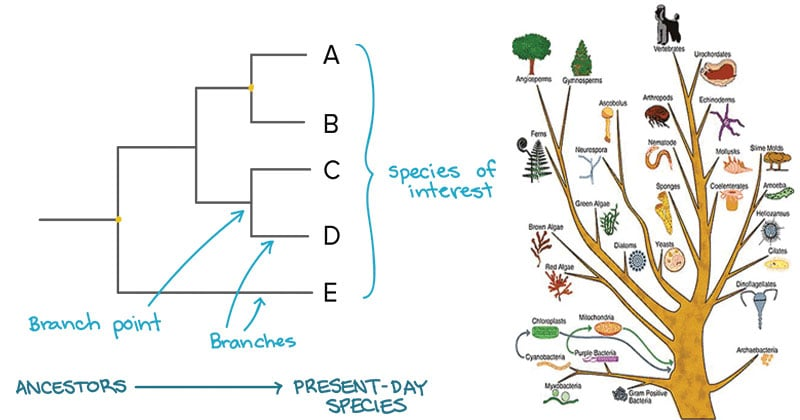 A
B
C
D
E
species of
interest
Branch point
Branches
ANCESTORS
PRESENT-DAY
SPECIES
Vertebrates
Urochordates
Angiosperms
Gymnosperms
Ascobolus
Arthropods
Echinoderms
Ferns
Neurospora
Nematode
Mollusks
Slime Molds
Sponges
Coelenterates
Amoeba
Green Algae
Heliozoans
Brown Algae
Diatoms
Yeasts
Ciliates
Red Algae
Dinoflagellates
Chloroplasts
Mitochondria
Cyanobacteria
Purple Bacteria
Archaebacteria
Myxobacteria
Gram Positive
Bacteria